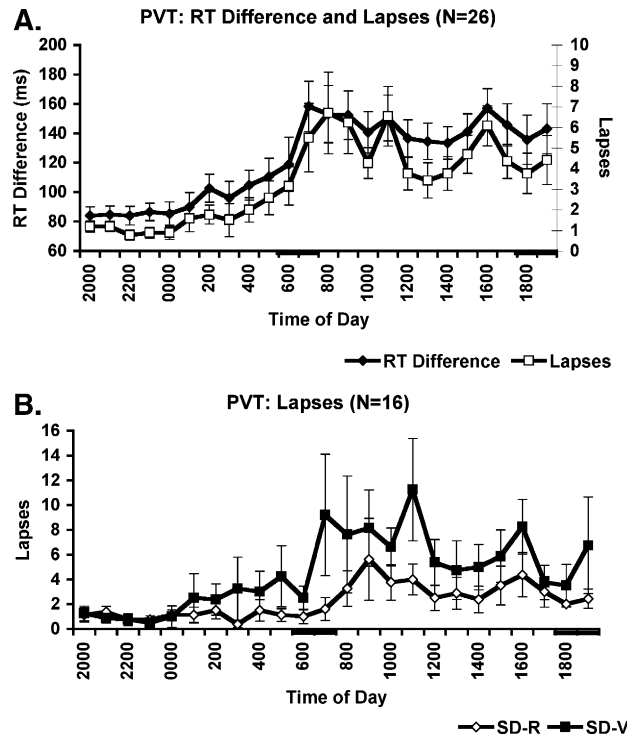 A.
PVT: RT Difference and Lapses (N=26)
200
180
160
140
120
100
80
60
RT Difference (ms)
10
9
8
7
6
5
4
3
2
1
0
Lapses
2000 2200 0000 200 400 600 800 1000 1200 1400 1600 1800
Time of Day
RT Difference Lapses
B.
PVT: Lapses (N=16)
16
14
12
10
8
6
4
2
0
Lapses
2000 2200 0000 200 400 600 800 1000 1200 1400 1600 1800
Time of Day
SD-R SD-V